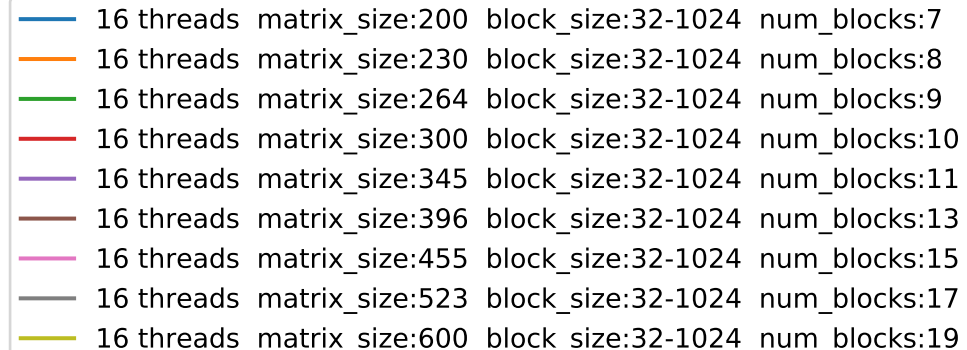 16 threads  matrix_size:200  block_size:32-1024  num_blocks:7
16 threads  matrix_size:230  block_size:32-1024  num_blocks:8
16 threads  matrix_size:264  block_size:32-1024  num_blocks:9
16 threads  matrix_size:300  block_size:32-1024  num_blocks:10
16 threads  matrix_size:345  block_size:32-1024  num_blocks:11
16 threads  matrix_size:396  block_size:32-1024  num_blocks:13
16 threads  matrix_size:455  block_size:32-1024  num_blocks:15
16 threads  matrix_size:523  block_size:32-1024  num_blocks:17
16 threads  matrix_size:600  block_size:32-1024  num_blocks:19